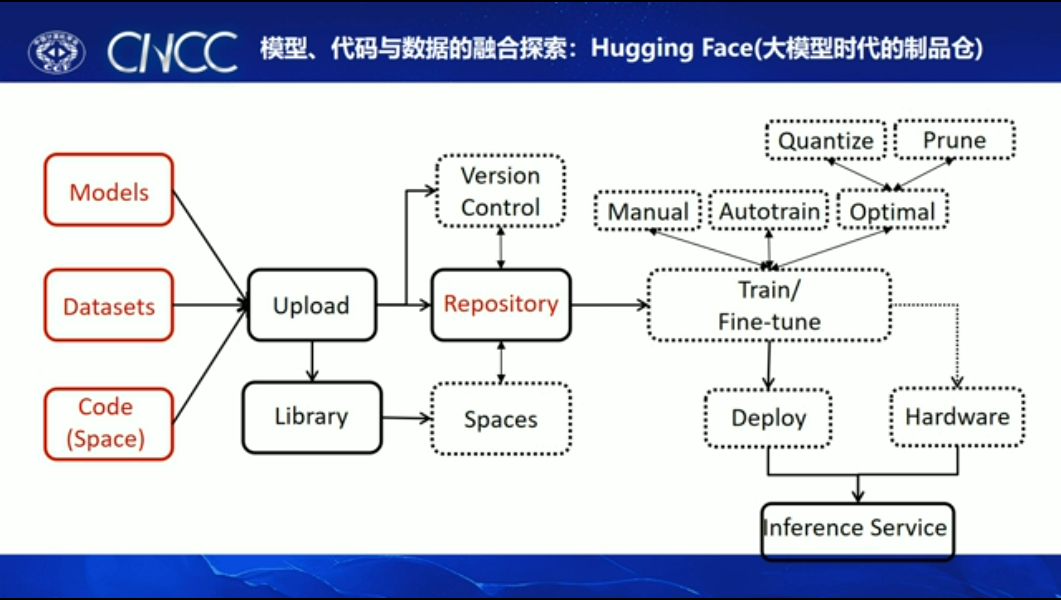 CNCC
模型、代码与数据的融合探索：Hugging Face(大模型时代的制品仓)
CCF
Quantize
Prune
Models
Version
Control
Manual
Autotrain
Optimal
Datasets
Upload
Repository
Train/
Fine-tune
Code
(Space)
Library
Spaces
Deploy
Hardware
Inference Service